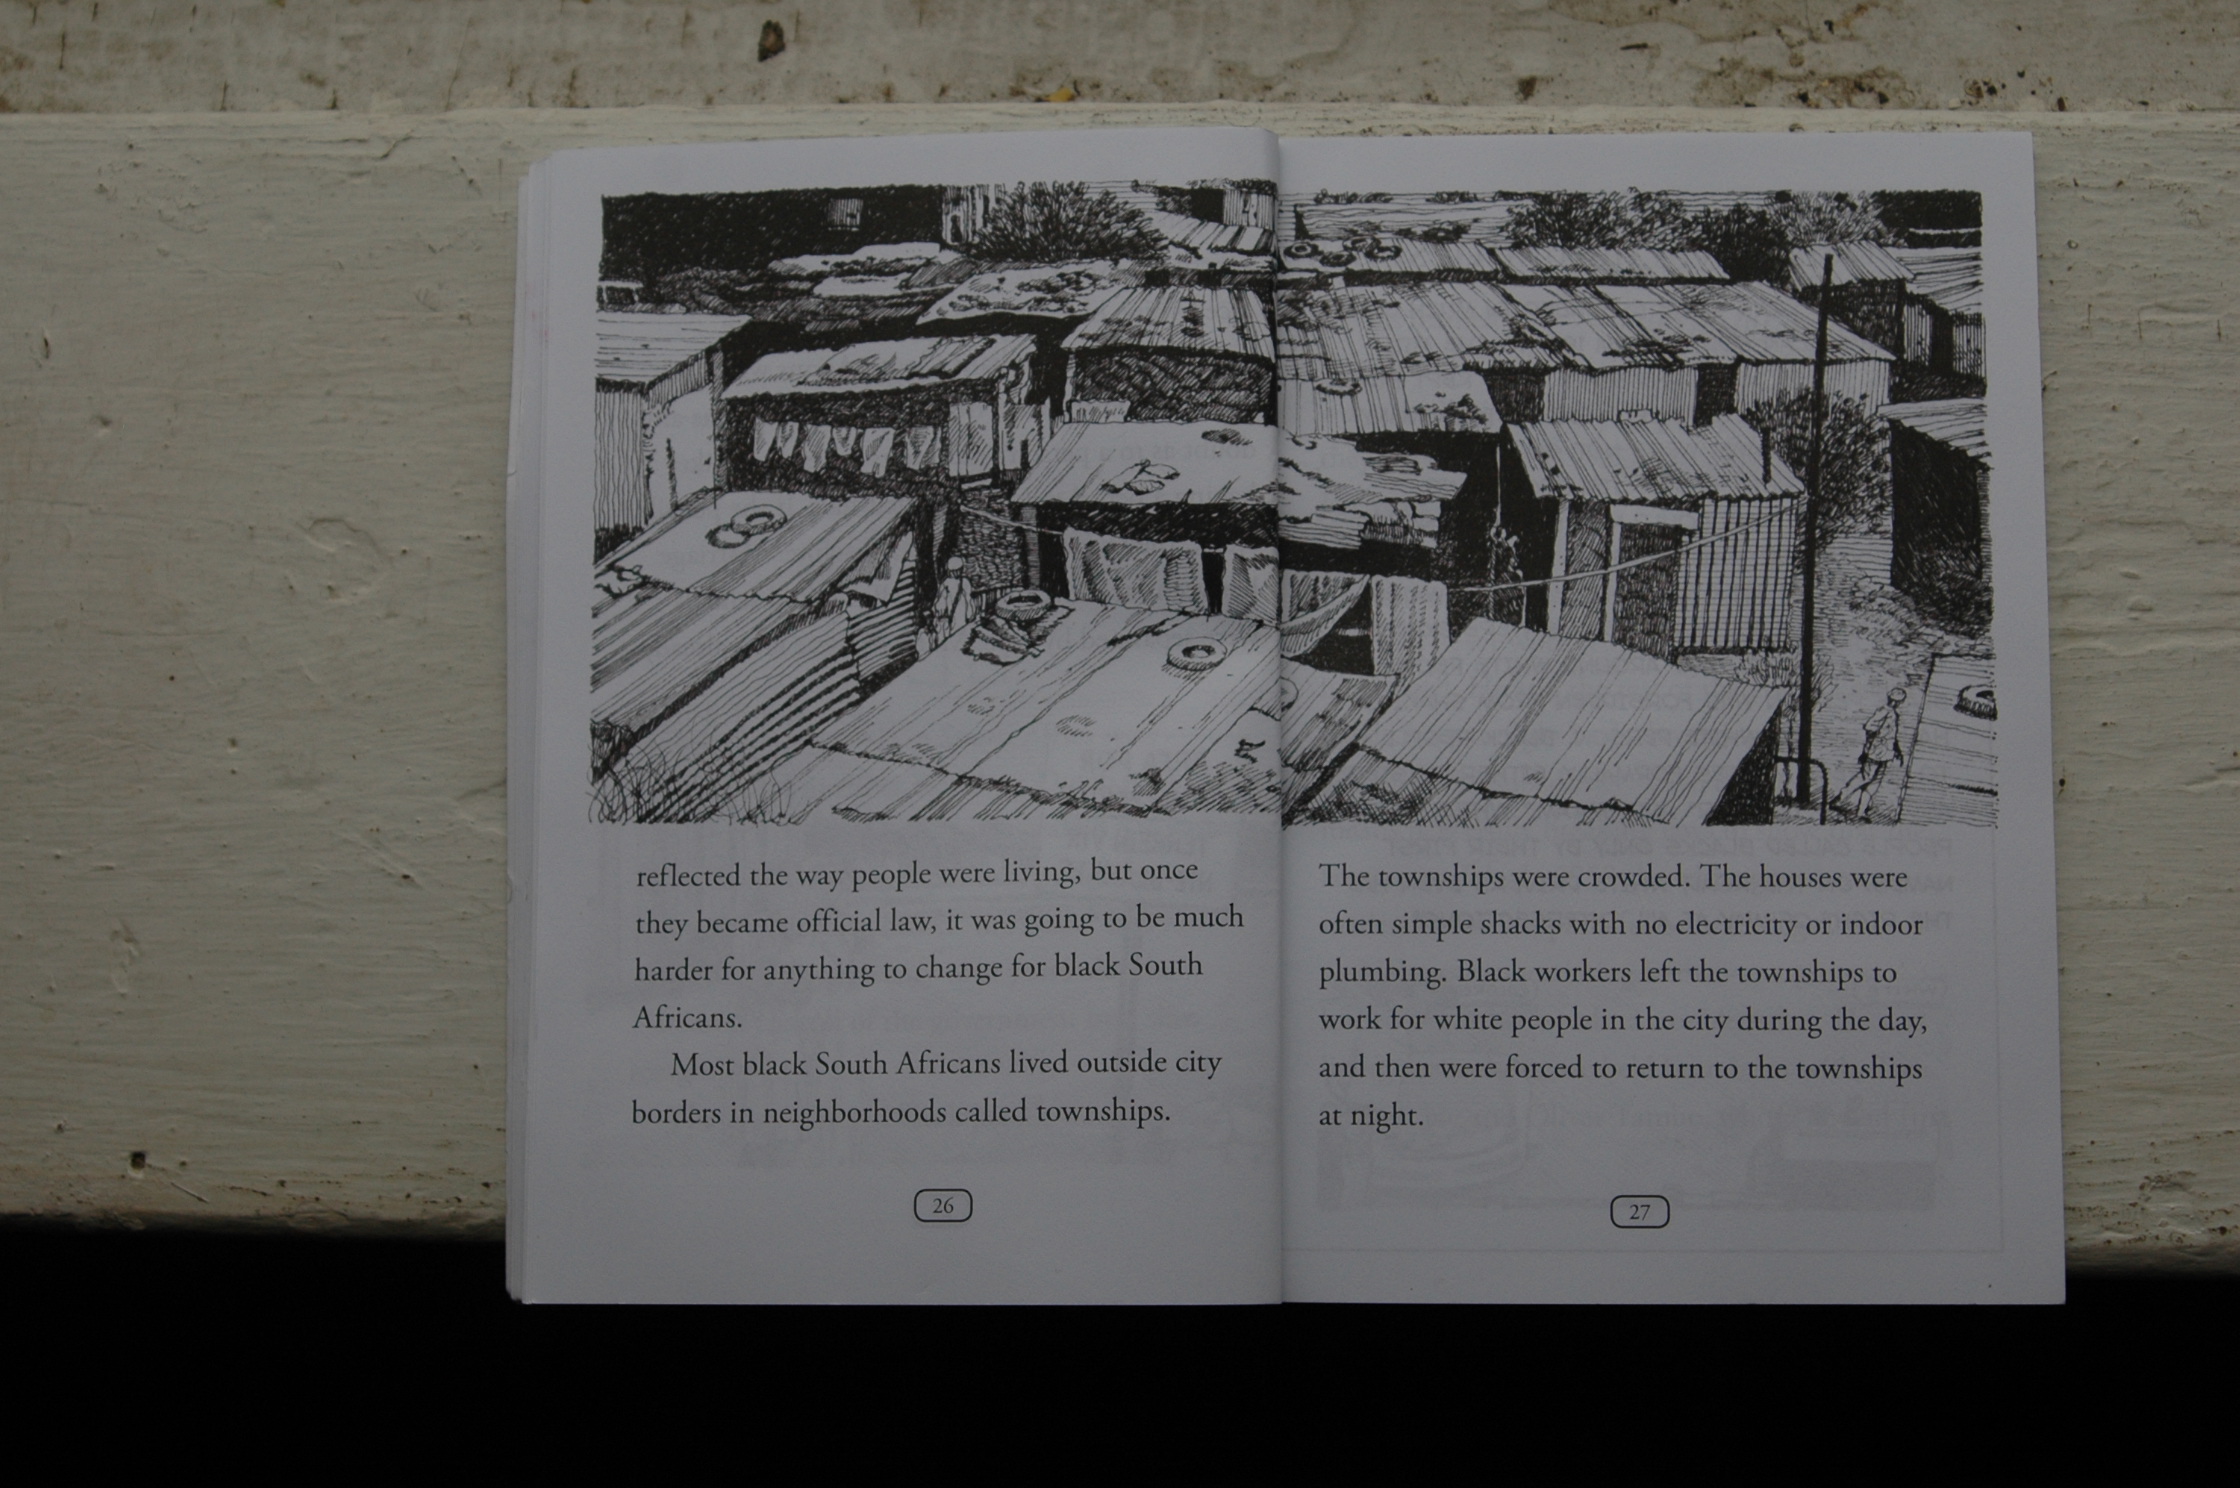 reflected the way people were living, but once
they became official law, it was going to be much
harder for anything to change for black South
Africans.
Most black South Africans lived outside city
borders in neighborhoods called townships.
26
The townships were crowded. The houses were
often simple shacks with no electricity or indoor
plumbing. Black workers left the townships to
work for white people in the city during the day,
and then were forced to return to the townships
at night.
27